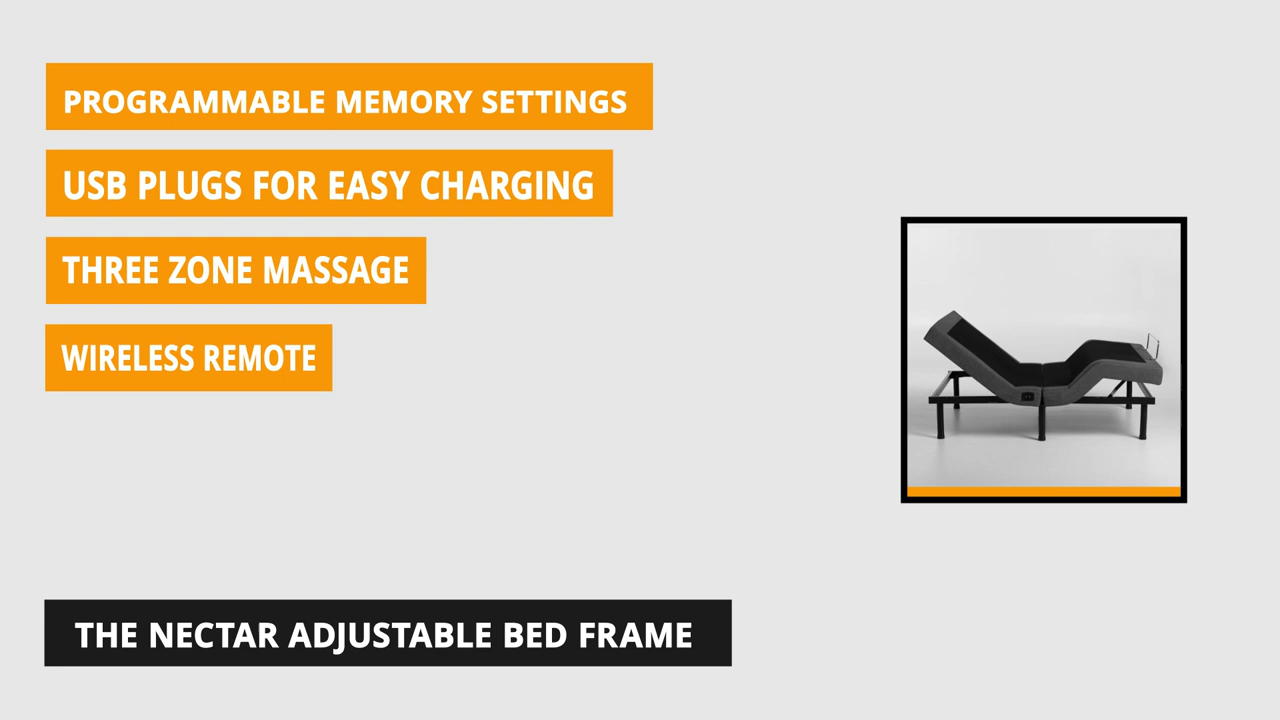 PROGRAMMABLE MEMORY SETTINGS
USB PLUGS FOR EASY CHARGING
THREE ZONE MASSAGE
WIRELESS REMOTE
THE NECTAR ADJUSTABLE BED FRAME